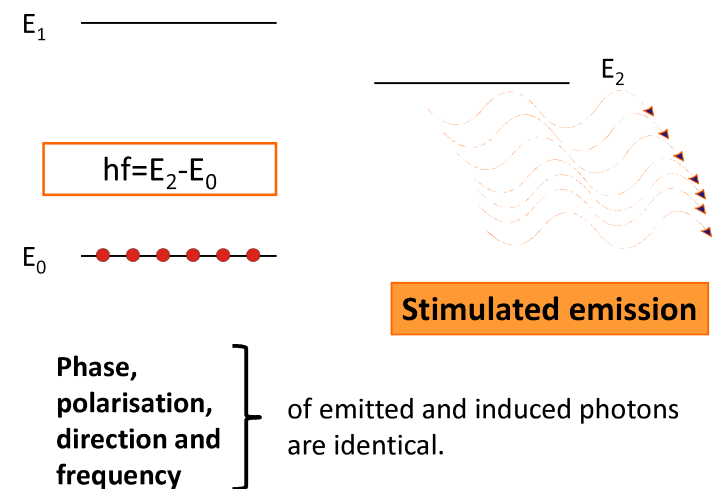 E₁
E₂
hf=E₂-E₀
E₀
Stimulated emission
Phase,
polarisation,
direction and
frequency
of emitted and induced photons
are identical.